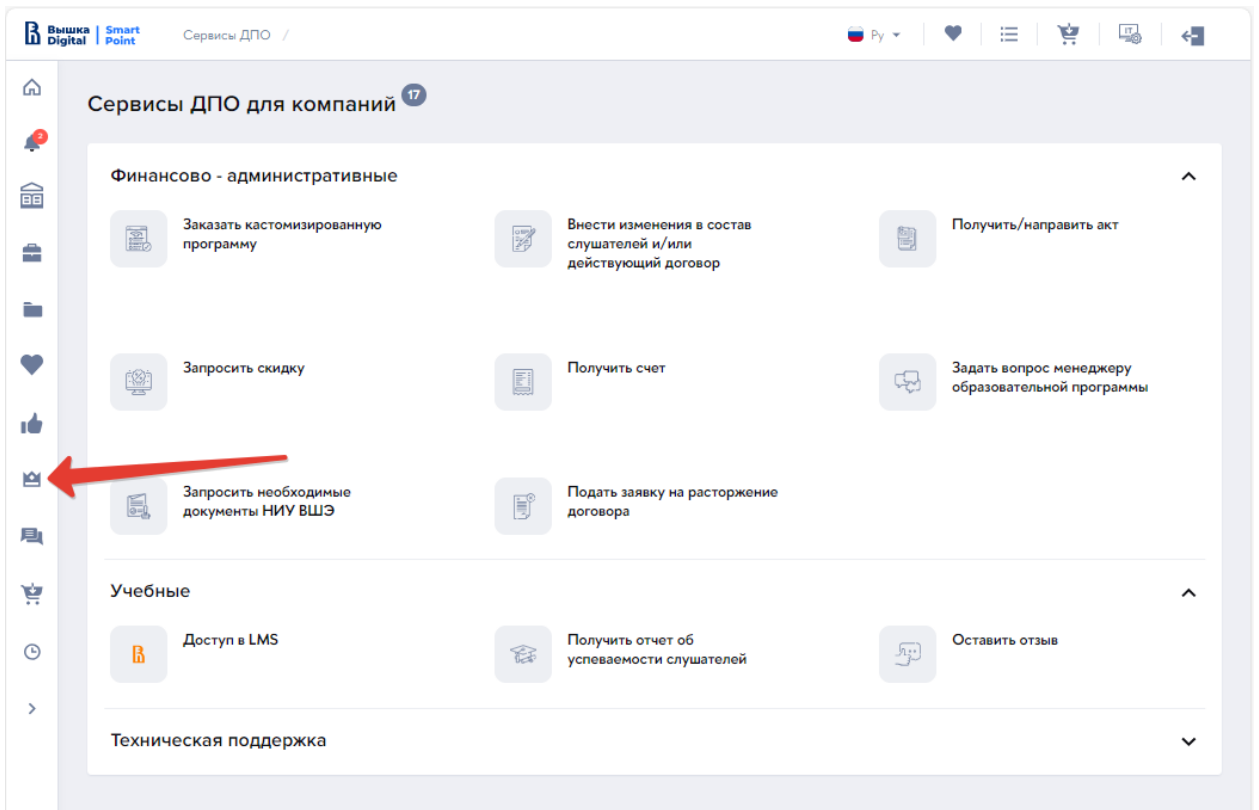 Вышка Digital | Smart Point
Сервисы ДПО /
Ру
IT
Сервисы ДПО для компаний 17
2
Финансово - административные
Заказать кастомизированную
программу
Внести изменения в состав
слушателей и/или
действующий договор
Получить/направить акт
Запросить скидку
Получить счет
Задать вопрос менеджеру
образовательной программы
Запросить необходимые
документы НИУ ВШЭ
Подать заявку на расторжение
договора
Учебные
Доступ в LMS
Получить отчет об
успеваемости слушателей
Оставить отзыв
Техническая поддержка